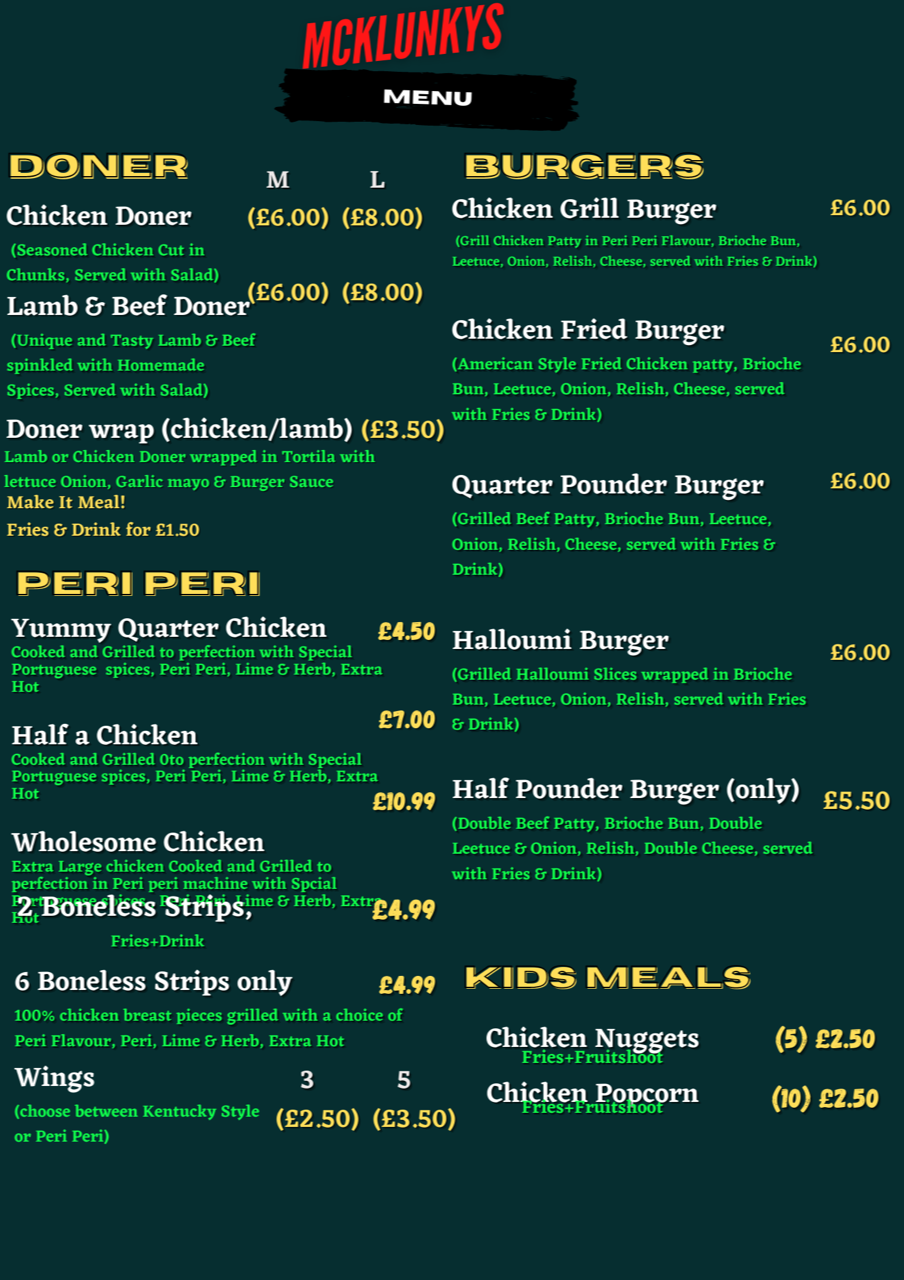 MCKLUNKYS
MENU
DONER
M L
Chicken Doner (£6.00) (£8.00)
(Seasoned Chicken Cut in
Chunks, Served with Salad)
Lamb & Beef Doner (£6.00) (£8.00)
(Unique and Tasty Lamb & Beef
spinkled with Homemade
Spices, Served with Salad)
Doner wrap (chicken/lamb) (£3.50)
Lamb or Chicken Doner wrapped in Tortila with
lettuce Onion, Garlic mayo & Burger Sauce
Make It Meal!
Fries & Drink for £1.50
PERI PERI
Yummy Quarter Chicken £4.50
Cooked and Grilled to perfection with Special
Portuguese spices, Peri Peri, Lime & Herb, Extra
Hot
Half a Chicken £7.00
Cooked and Grilled 0to perfection with Special
Portuguese spices, Peri Peri, Lime & Herb, Extra
Hot
Wholesome Chicken £10.99
Extra Large chicken Cooked and Grilled to
perfection in Peri peri machine with Spcial
Portuguese spices, Peri Peri, Lime & Herb, Extra
Hot
2 Boneless Strips, £4.99
Fries+Drink
6 Boneless Strips only £4.99
100% chicken breast pieces grilled with a choice of
Peri Flavour, Peri, Lime & Herb, Extra Hot
Wings 3 5
(choose between Kentucky Style (£2.50) (£3.50)
or Peri Peri)
BURGERS
Chicken Grill Burger £6.00
(Grill Chicken Patty in Peri Peri Flavour, Brioche Bun,
Leetuce, Onion, Relish, Cheese, served with Fries & Drink)
Chicken Fried Burger £6.00
(American Style Fried Chicken patty, Brioche
Bun, Leetuce, Onion, Relish, Cheese, served
with Fries & Drink)
Quarter Pounder Burger £6.00
(Grilled Beef Patty, Brioche Bun, Leetuce,
Onion, Relish, Cheese, served with Fries &
Drink)
Halloumi Burger £6.00
(Grilled Halloumi Slices wrapped in Brioche
Bun, Leetuce, Onion, Relish, served with Fries
& Drink)
Half Pounder Burger (only) £5.50
(Double Beef Patty, Brioche Bun, Double
Leetuce & Onion, Relish, Double Cheese, served
with Fries & Drink)
KIDS MEALS
Chicken Nuggets (5) £2.50
Fries+Fruitshoot
Chicken Popcorn (10) £2.50
Fries+Fruitshoot